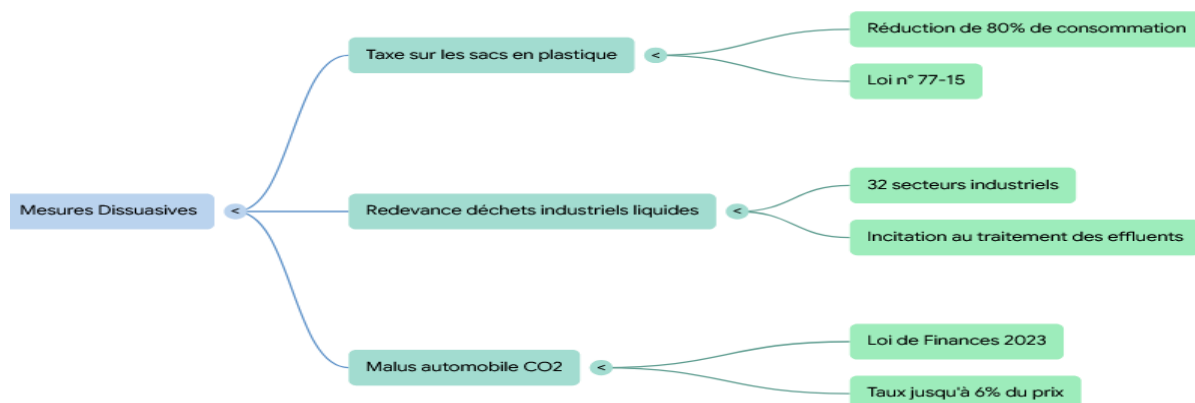 Mesures Dissuasives
<
Taxe sur les sacs en plastique
<
Réduction de 80% de consommation
Loi n° 77-15
Redevance déchets industriels liquides
<
32 secteurs industriels
Incitation au traitement des effluents
Malus automobile CO2
<
Loi de Finances 2023
Taux jusqu'à 6% du prix